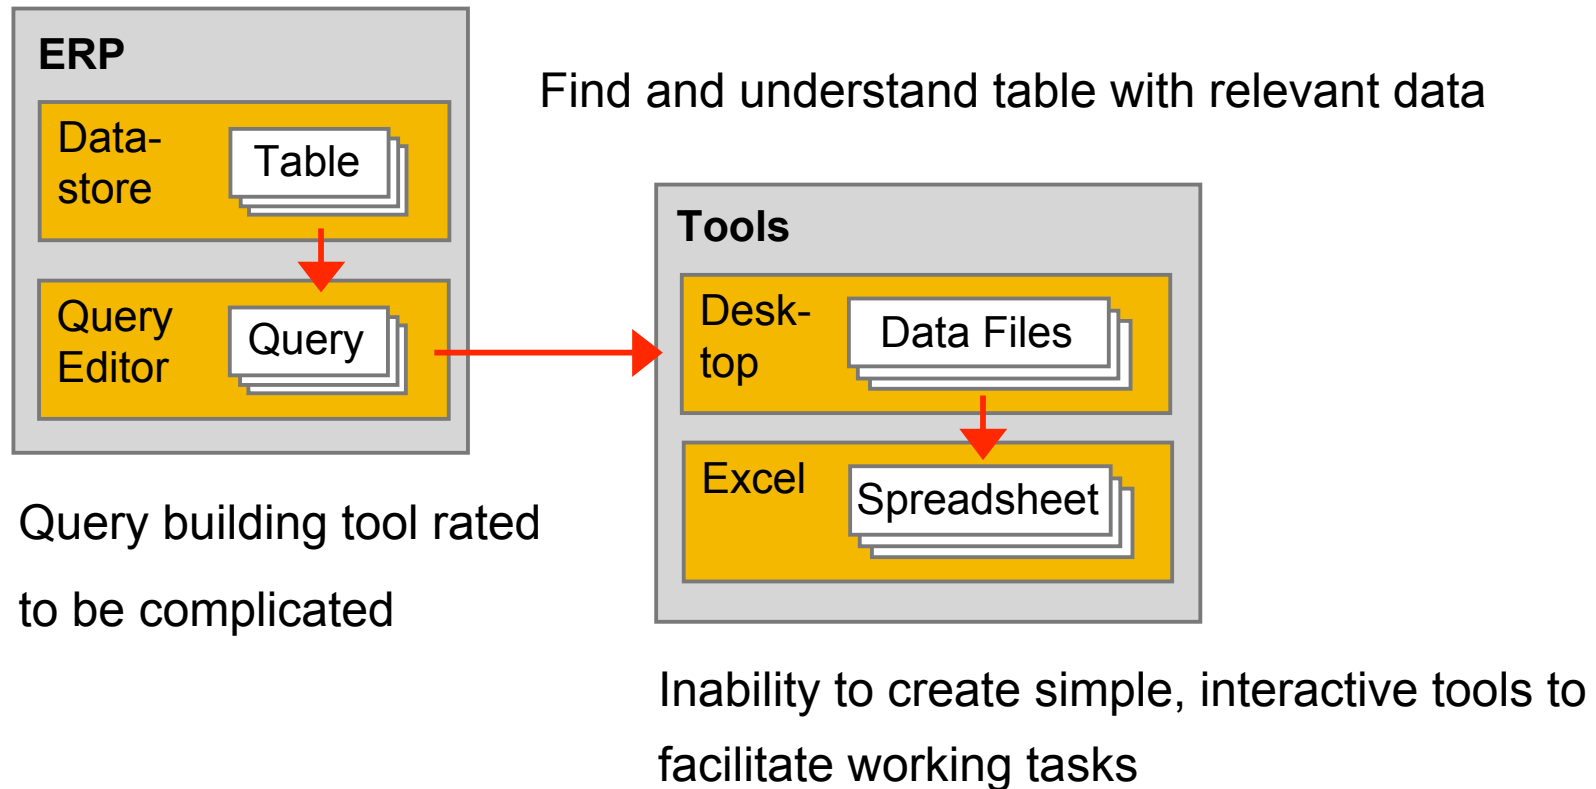 ERP
Data-
store
Table
Query
Editor
Query
Find and understand table with relevant data
Tools
Desk-
top
Data Files
Excel
Spreadsheet
Query building tool rated
to be complicated
Inability to create simple, interactive tools to
facilitate working tasks